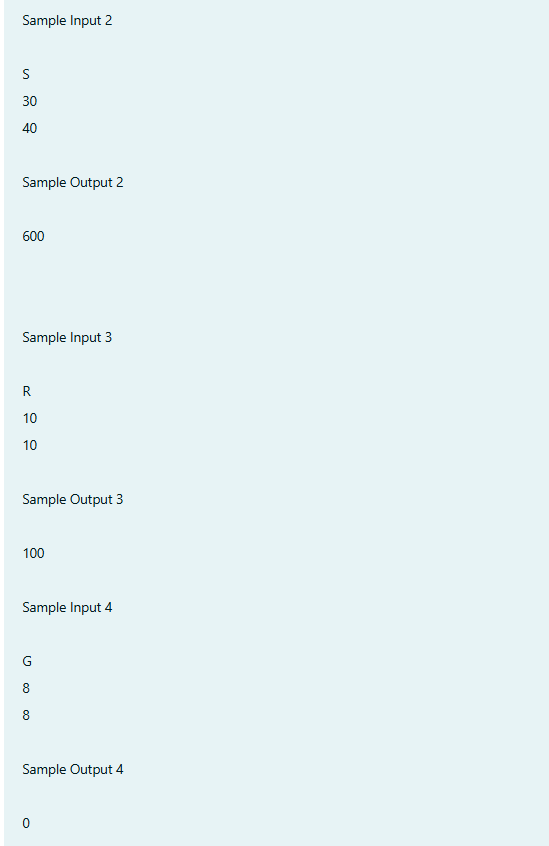 Sample Input 2
S
30
40
Sample Output 2
600
Sample Input 3
R
10
10
Sample Output 3
100
Sample Input 4
G
8
8
Sample Output 4
0